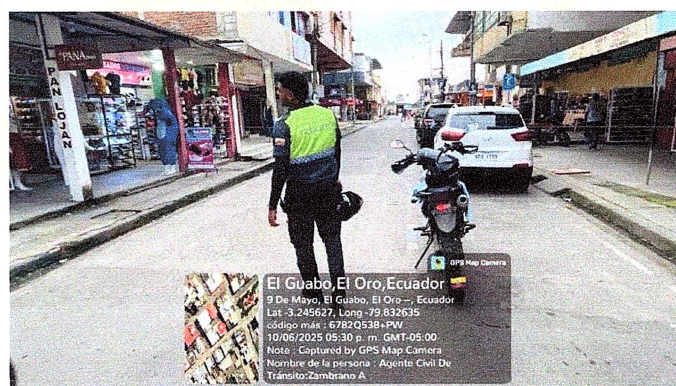 PANA
PAN LOJAN
GPS Map Camera
El Guabo,El Oro,Ecuador
9 De Mayo, El Guabo, El Oro –, Ecuador
Lat -3.245627, Long -79.832635
código más : 6782Q538+PW
10/06/2025 05:30 p. m. GMT-05:00
Note : Captured by GPS Map Camera
Nombre de la persona : Agente Civil De
Tránsito:Zambrano A